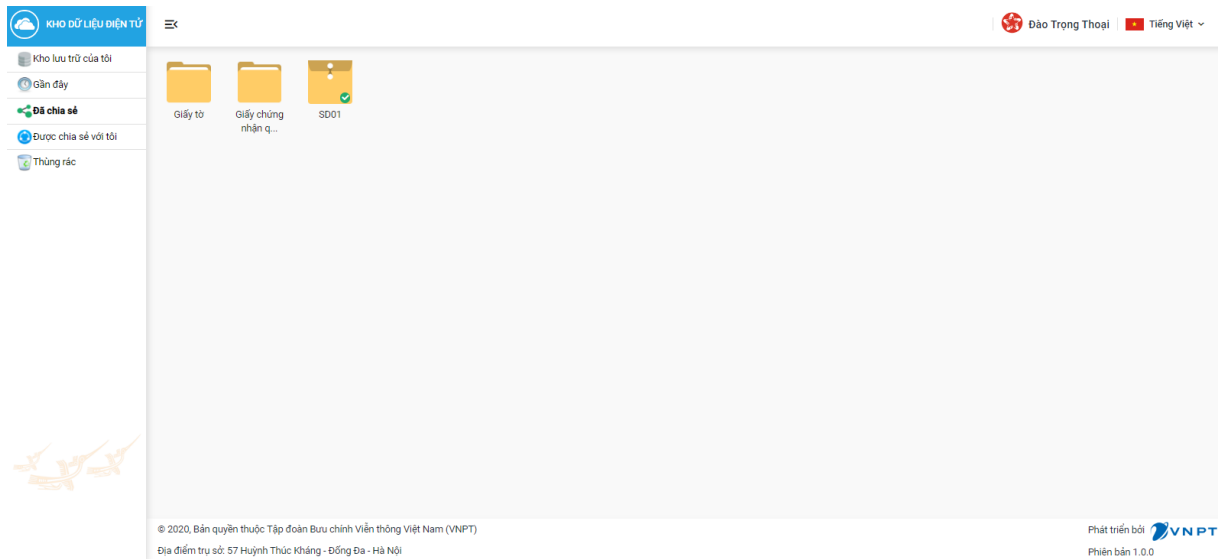 KHO DỮ LIỆU ĐIỆN TỬ
Đào Trọng Thoại
Tiếng Việt
Kho lưu trữ của tôi
Gần đây
Đã chia sẻ
Được chia sẻ với tôi
Thùng rác
Giấy tờ
Giấy chứng
nhận q...
SD01
© 2020, Bản quyền thuộc Tập đoàn Bưu chính Viễn thông Việt Nam (VNPT)
Địa điểm trụ sở: 57 Huỳnh Thúc Kháng - Đống Đa - Hà Nội
Phát triển bởi VNPT
Phiên bản 1.0.0